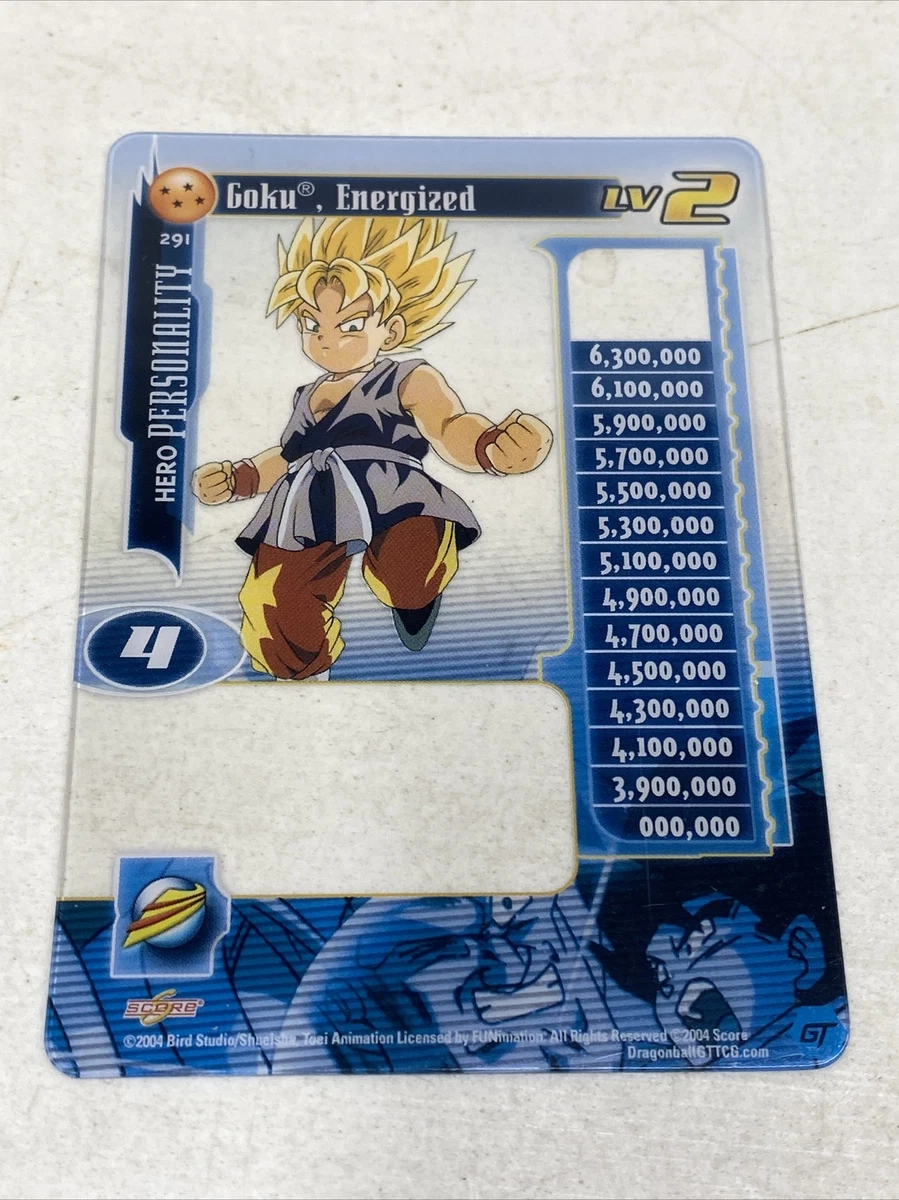 Goku®, Energized
LV 2
291
HERO PERSONALITY
6,300,000
6,100,000
5,900,000
5,700,000
5,500,000
5,300,000
5,100,000
4,900,000
4,700,000
4,500,000
4,300,000
4,100,000
3,900,000
000,000
4
SCORE®
©2004 Bird Studio/Shueisha, Toei Animation Licensed by FUNimation. All Rights Reserved ©2004 Score
DragonballGTTCG.com
GT